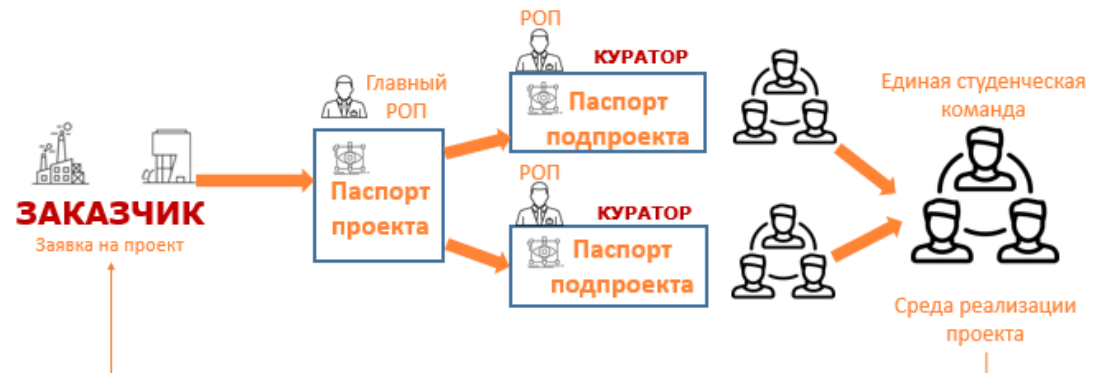 ЗАКАЗЧИК
Заявка на проект
Главный
РОП
Паспорт
проекта
РОП
КУРАТОР
Паспорт
подпроекта
РОП
КУРАТОР
Паспорт
подпроекта
Единая студенческая
команда
Среда реализации
проекта